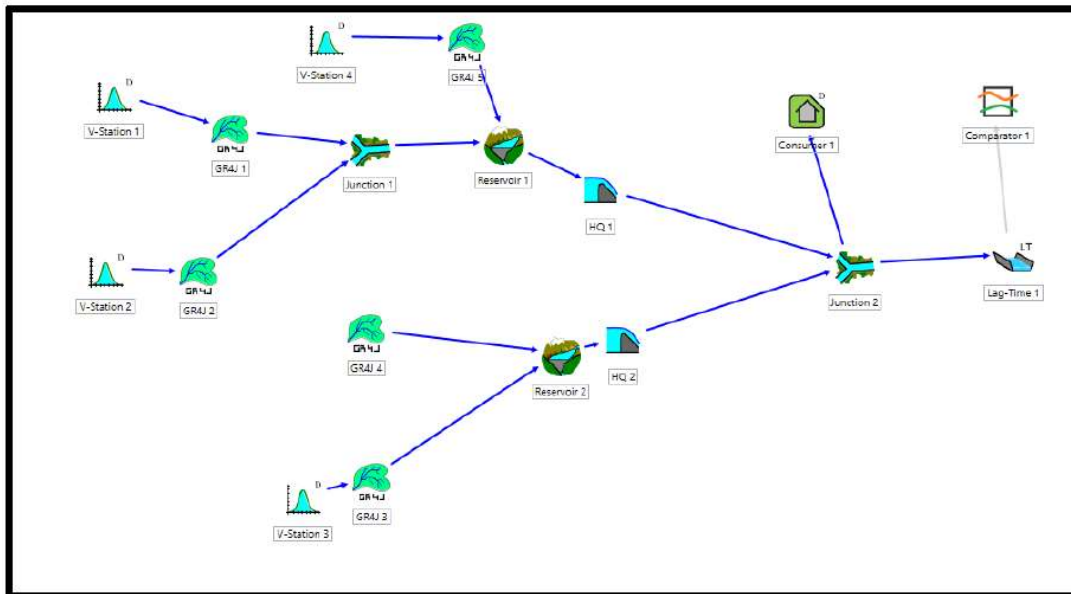 D
V-Station 4
GR4J
GR4J 5
D
V-Station 1
GR4J
GR4J 1
Junction 1
Reservoir 1
D
Consumer 1
Comparator 1
HQ 1
D
V-Station 2
GR4J
GR4J 2
Junction 2
LT
Lag-Time 1
GR4J
GR4J 4
Reservoir 2
HQ 2
D
V-Station 3
GR4J
GR4J 3